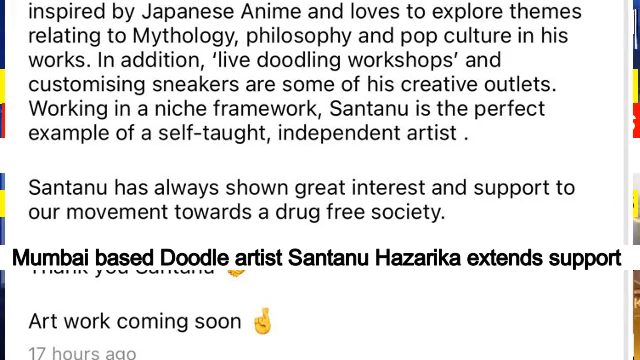 inspired by Japanese Anime and loves to explore themes
relating to Mythology, philosophy and pop culture in his
works. In addition, ‘live doodling workshops’ and
customising sneakers are some of his creative outlets.
Working in a niche framework, Santanu is the perfect
example of a self-taught, independent artist .
Santanu has always shown great interest and support to
our movement towards a drug free society.
Mumbai based Doodle artist Santanu Hazarika extends support
Thank you Santanu
Art work coming soon 🤞
17 hours ago